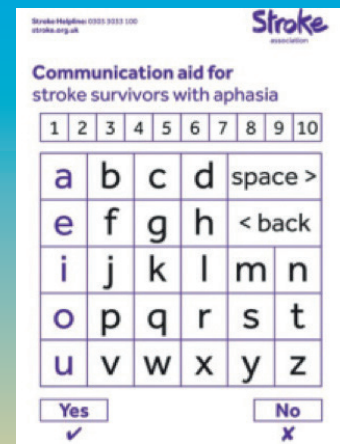 Stroke Helpline: 0303 3033 100
stroke.org.uk
Stroke
association
Communication aid for
stroke survivors with aphasia
1 2 3 4 5 6 7 8 9 10
a b c d space >
e f g h < back
i j k l m n
o p q r s t
u v w x y z
Yes No
✔ ✘